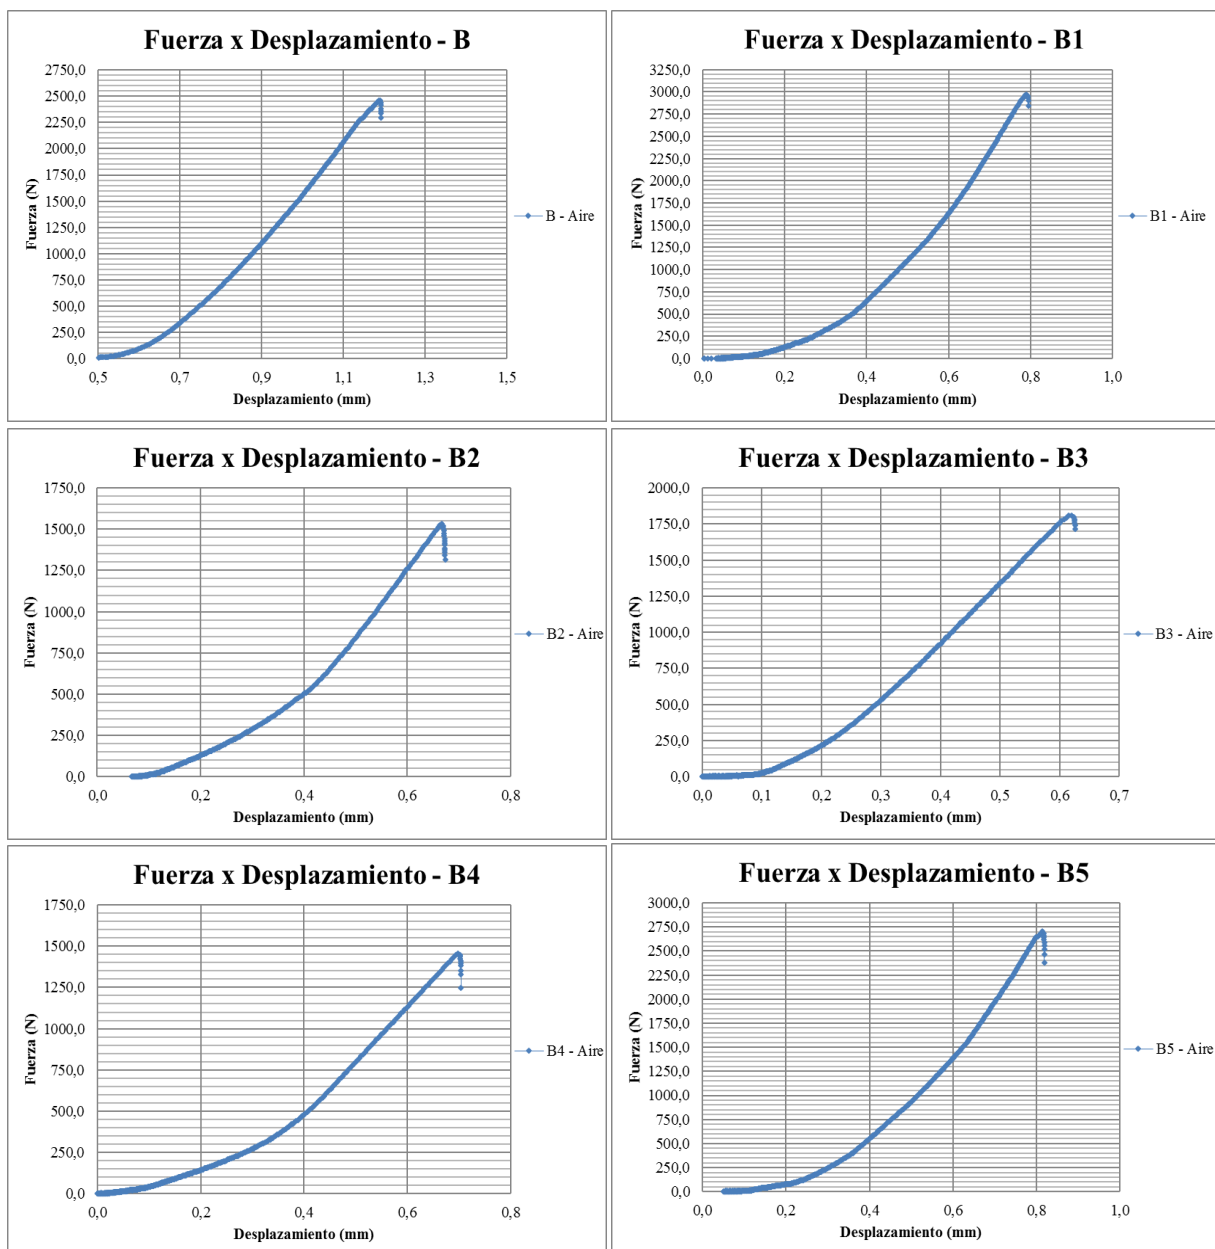 Fuerza x Desplazamiento - B
2750,0
2500,0
2250,0
2000,0
1750,0
1500,0
1250,0
1000,0
750,0
500,0
250,0
0,0
Fuerza (N)
0,5 0,7 0,9 1,1 1,3 1,5
Desplazamiento (mm)
B - Aire
Fuerza x Desplazamiento - B1
3250,0
3000,0
2750,0
2500,0
2250,0
2000,0
1750,0
1500,0
1250,0
1000,0
750,0
500,0
250,0
0,0
Fuerza (N)
0,0 0,2 0,4 0,6 0,8 1,0
Desplazamiento (mm)
B1 - Aire
Fuerza x Desplazamiento - B2
1750,0
1500,0
1250,0
1000,0
750,0
500,0
250,0
0,0
Fuerza (N)
0,0 0,2 0,4 0,6 0,8
Desplazamiento (mm)
B2 - Aire
Fuerza x Desplazamiento - B3
2000,0
1750,0
1500,0
1250,0
1000,0
750,0
500,0
250,0
0,0
Fuerza (N)
0,0 0,1 0,2 0,3 0,4 0,5 0,6 0,7
Desplazamiento (mm)
B3 - Aire
Fuerza x Desplazamiento - B4
1750,0
1500,0
1250,0
1000,0
750,0
500,0
250,0
0,0
Fuerza (N)
0,0 0,2 0,4 0,6 0,8
Desplazamiento (mm)
B4 - Aire
Fuerza x Desplazamiento - B5
3000,0
2750,0
2500,0
2250,0
2000,0
1750,0
1500,0
1250,0
1000,0
750,0
500,0
250,0
0,0
Fuerza (N)
0,0 0,2 0,4 0,6 0,8 1,0
Desplazamiento (mm)
B5 - Aire